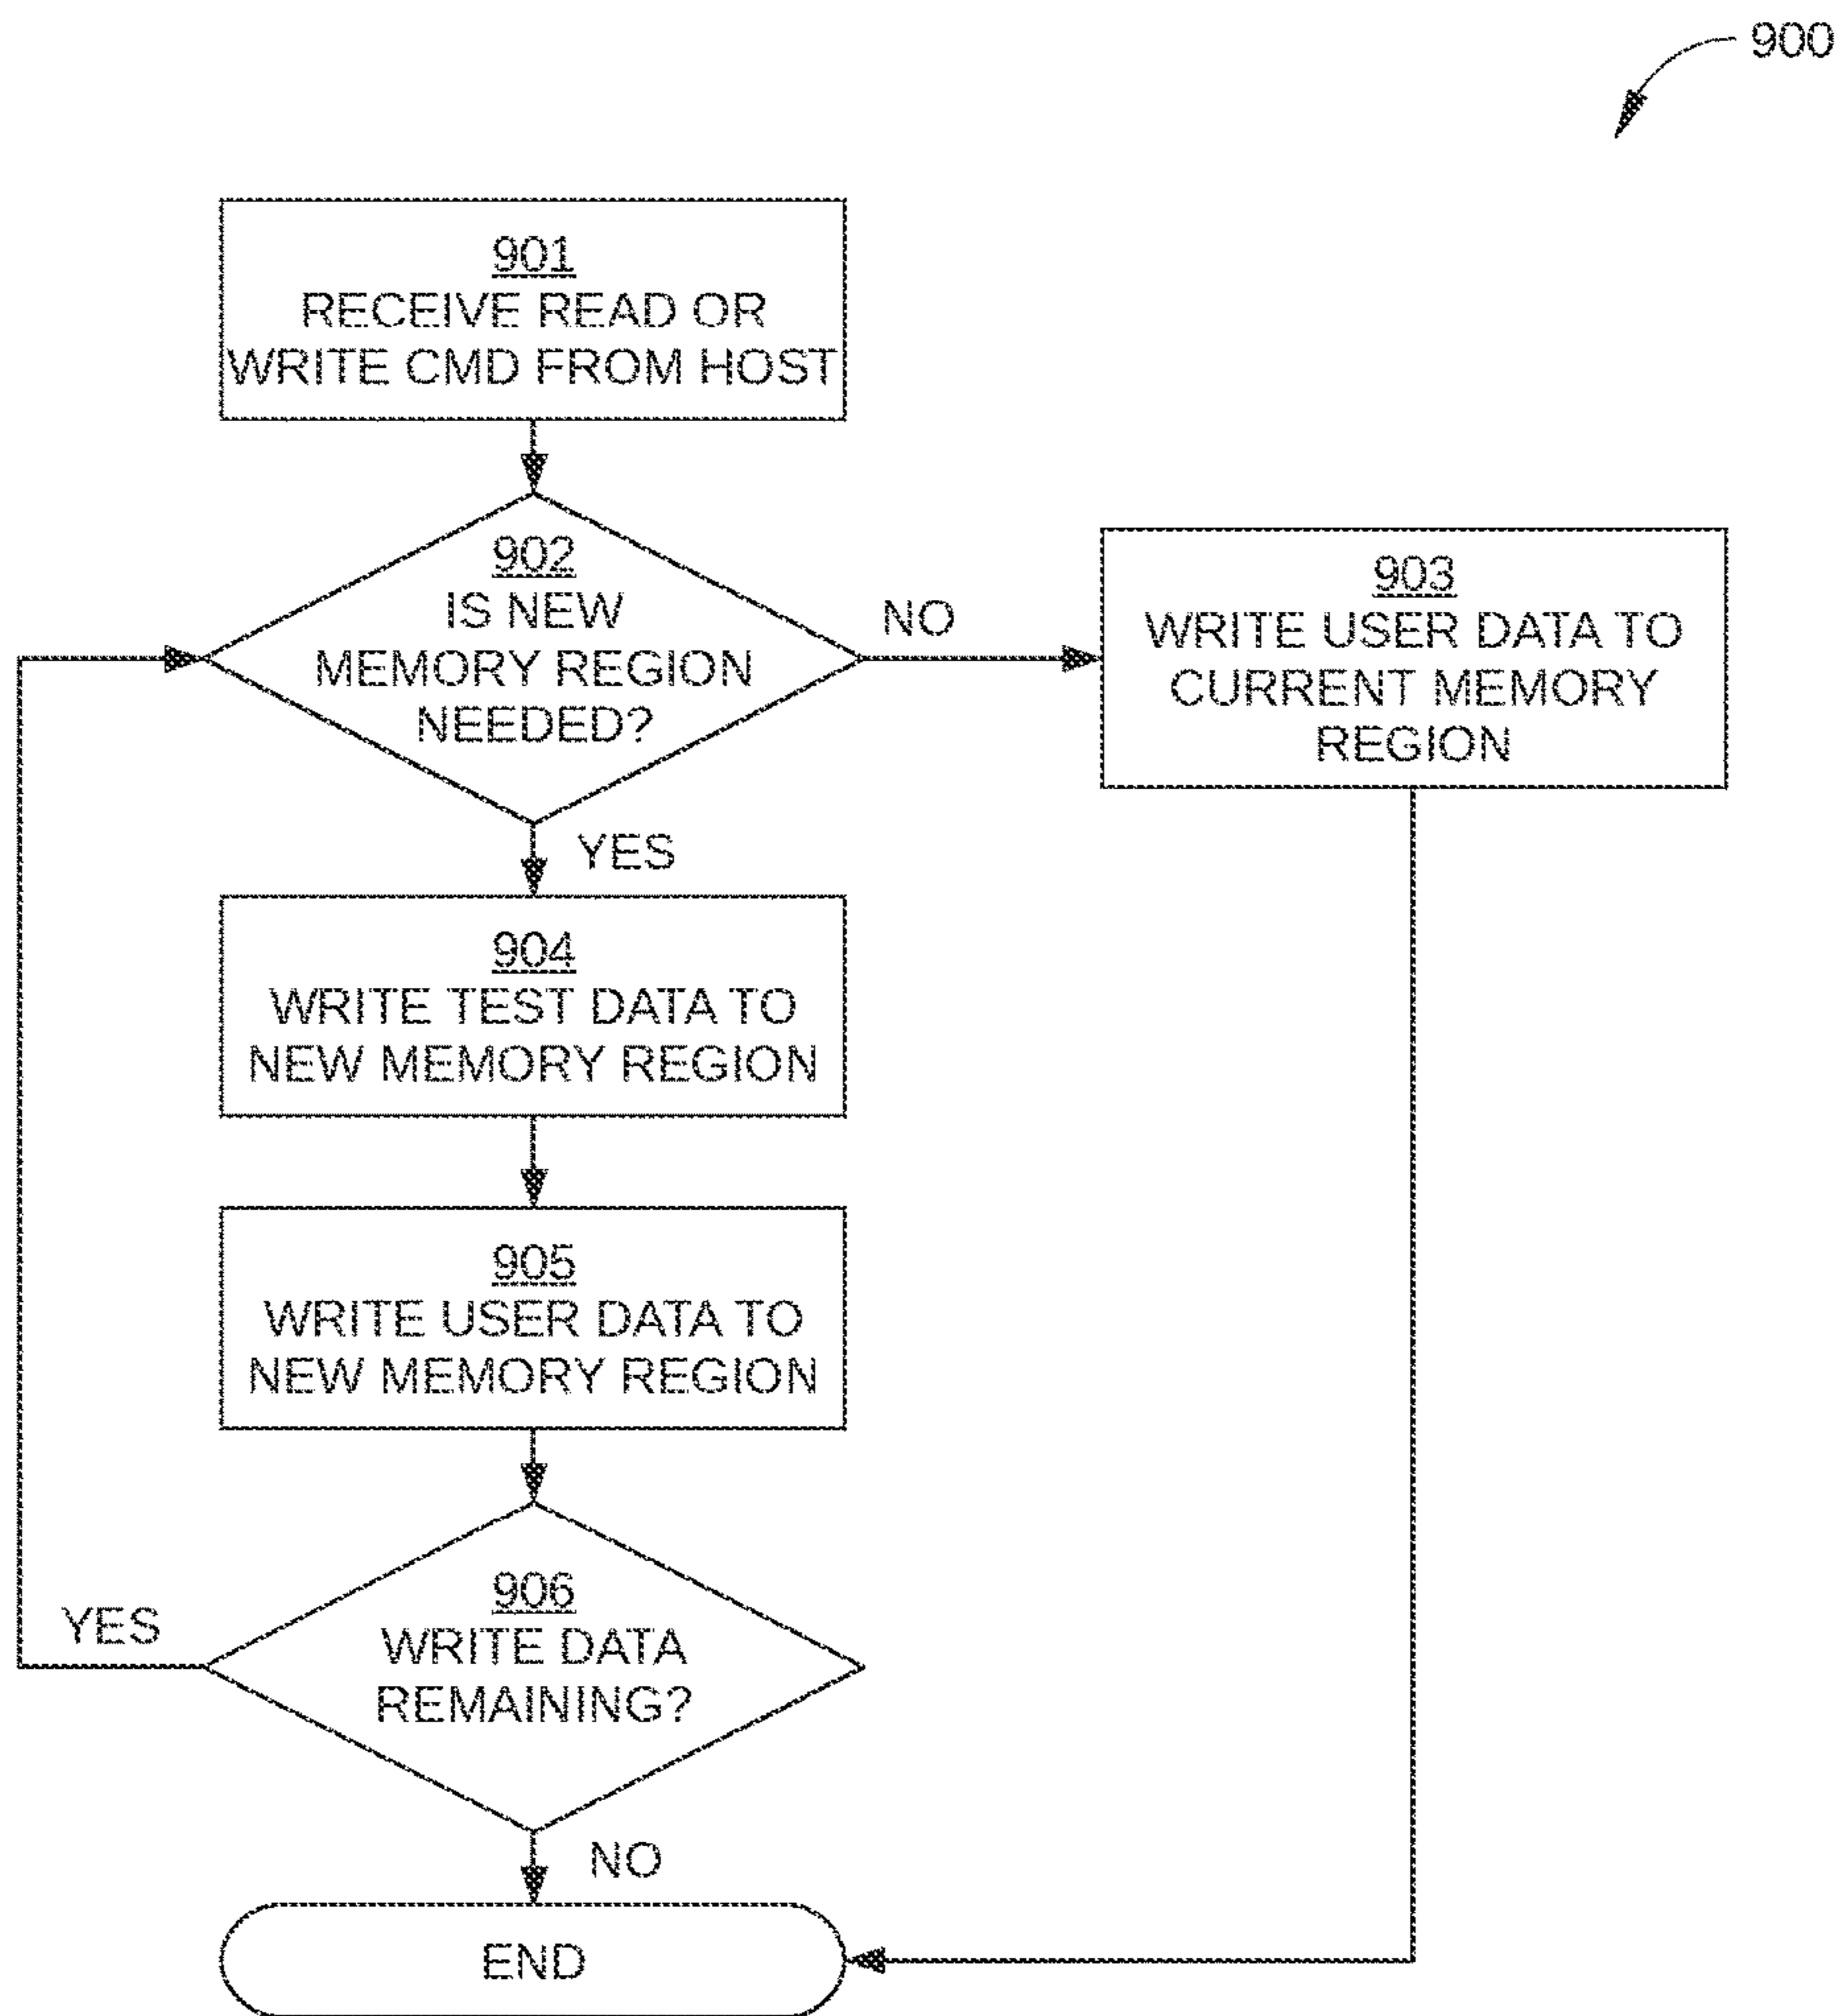 900
901
RECEIVE READ OR
WRITE CMD FROM HOST
902
IS NEW
MEMORY REGION
NEEDED?
NO
903
WRITE USER DATA TO
CURRENT MEMORY
REGION
YES
904
WRITE TEST DATA TO
NEW MEMORY REGION
905
WRITE USER DATA TO
NEW MEMORY REGION
906
WRITE DATA
REMAINING?
YES
NO
END